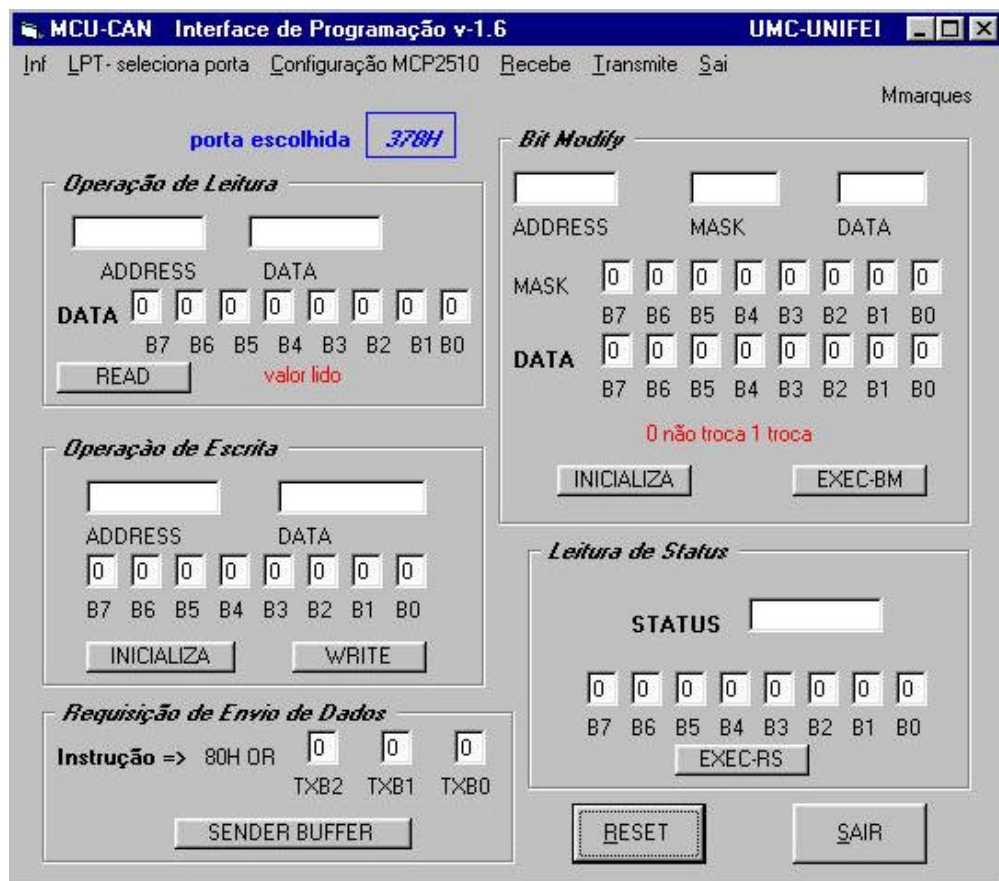 MCU-CAN Interface de Programação v-1.6 UMC-UNIFEI
Inf LPT- seleciona porta Configuração MCP2510 Recebe Transmite Sai
Mmarques
porta escolhida 378H
Operação de Leitura
ADDRESS DATA
DATA 0 0 0 0 0 0 0 0
B7 B6 B5 B4 B3 B2 B1 B0
READ valor lido
Operaçào de Escrita
ADDRESS DATA
0 0 0 0 0 0 0 0
B7 B6 B5 B4 B3 B2 B1 B0
INICIALIZA WRITE
Requisição de Envio de Dados
Instrução => 80H OR 0 0 0
TXB2 TXB1 TXB0
SENDER BUFFER
Bit Modify
ADDRESS MASK DATA
MASK 0 0 0 0 0 0 0 0
B7 B6 B5 B4 B3 B2 B1 B0
DATA 0 0 0 0 0 0 0 0
B7 B6 B5 B4 B3 B2 B1 B0
0 não troca 1 troca
INICIALIZA EXEC-BM
Leitura de Status
STATUS
0 0 0 0 0 0 0 0
B7 B6 B5 B4 B3 B2 B1 B0
EXEC-RS
RESET SAIR